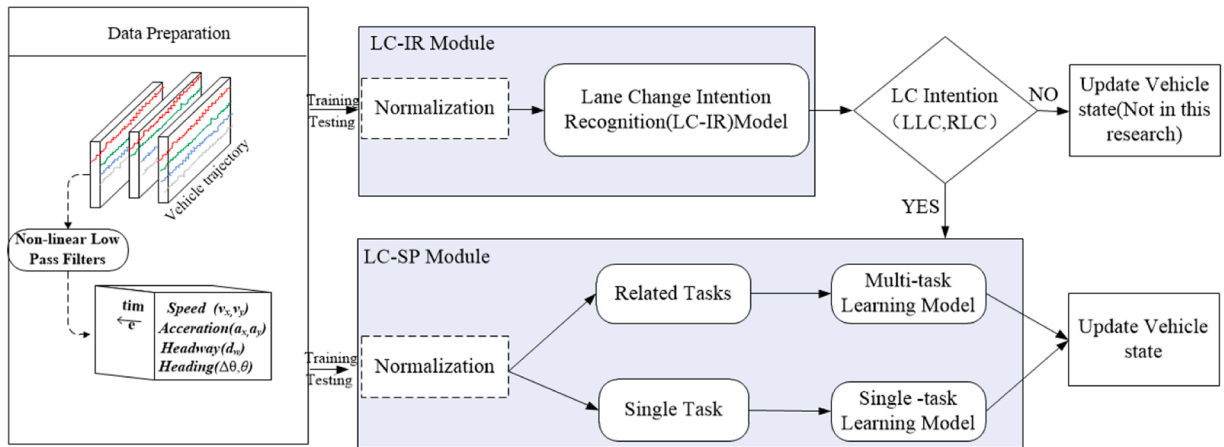 Data Preparation
Vehicle trajectory
Non-linear Low
Pass Filters
tim
e
Speed (vx,vy)
Acceration(ax,ay)
Headway(dm)
Heading(Δθ,θ)
Training
Testing
LC-IR Module
Normalization
Lane Change Intention
Recognition(LC-IR)Model
LC Intention
（LLC,RLC）
NO
Update Vehicle
state(Not in this
research)
YES
Training
Testing
LC-SP Module
Normalization
Related Tasks
Multi-task
Learning Model
Single Task
Single -task
Learning Model
Update Vehicle
state